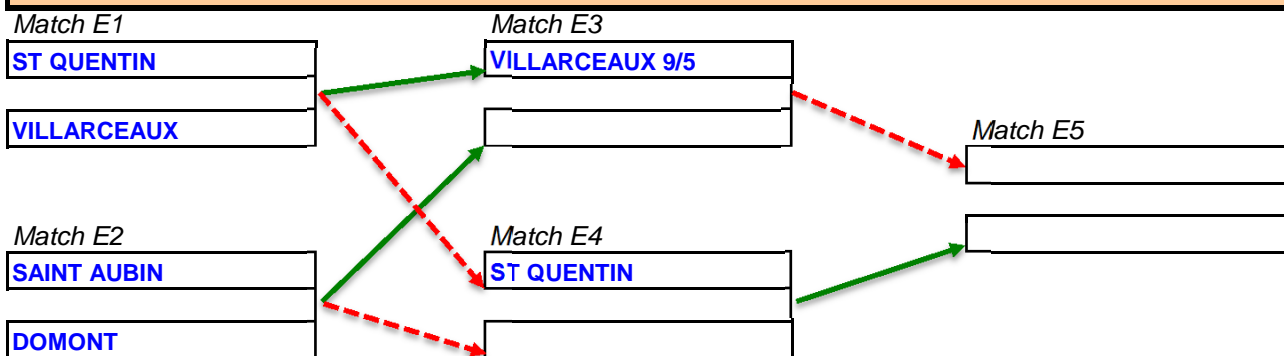 Match E1
ST QUENTIN
VILLARCEAUX
Match E2
SAINT AUBIN
DOMONT
Match E3
VILLARCEAUX 9/5
Match E4
ST QUENTIN
Match E5